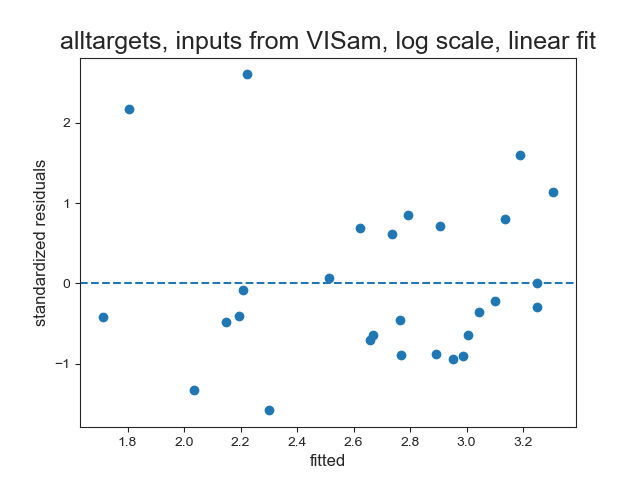 alltargets, inputs from VISam, log scale, linear fit
standardized residuals
2
1
0
−1
1.8 2.0 2.2 2.4 2.6 2.8 3.0 3.2
fitted